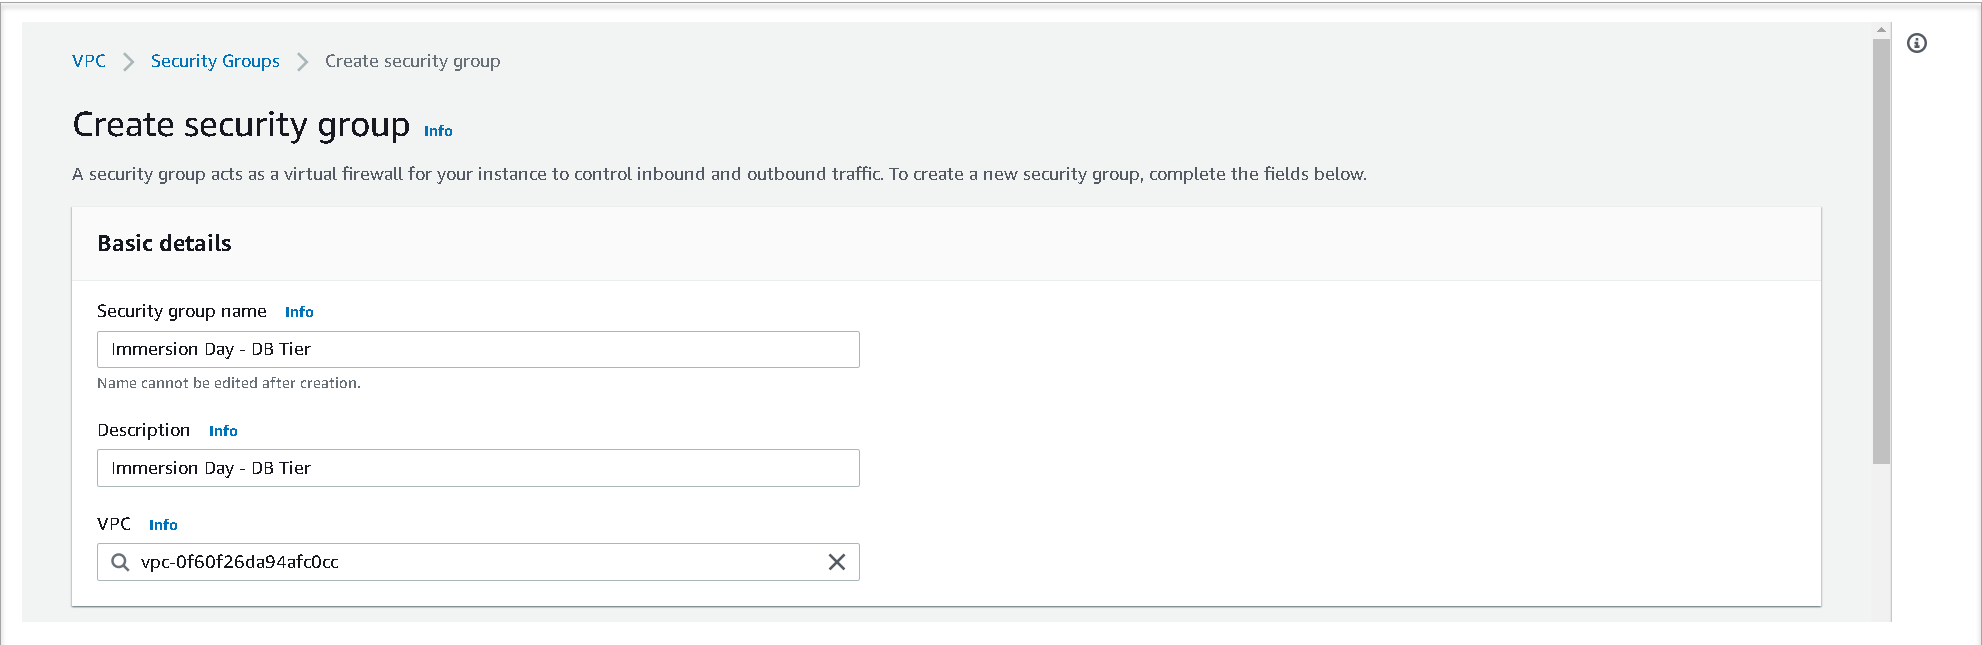 VPC > Security Groups > Create security group
Create security group Info
A security group acts as a virtual firewall for your instance to control inbound and outbound traffic. To create a new security group, complete the fields below.
Basic details
Security group name Info
Immersion Day - DB Tier
Name cannot be edited after creation.
Description Info
Immersion Day - DB Tier
VPC Info
vpc-0f60f26da94afc0cc